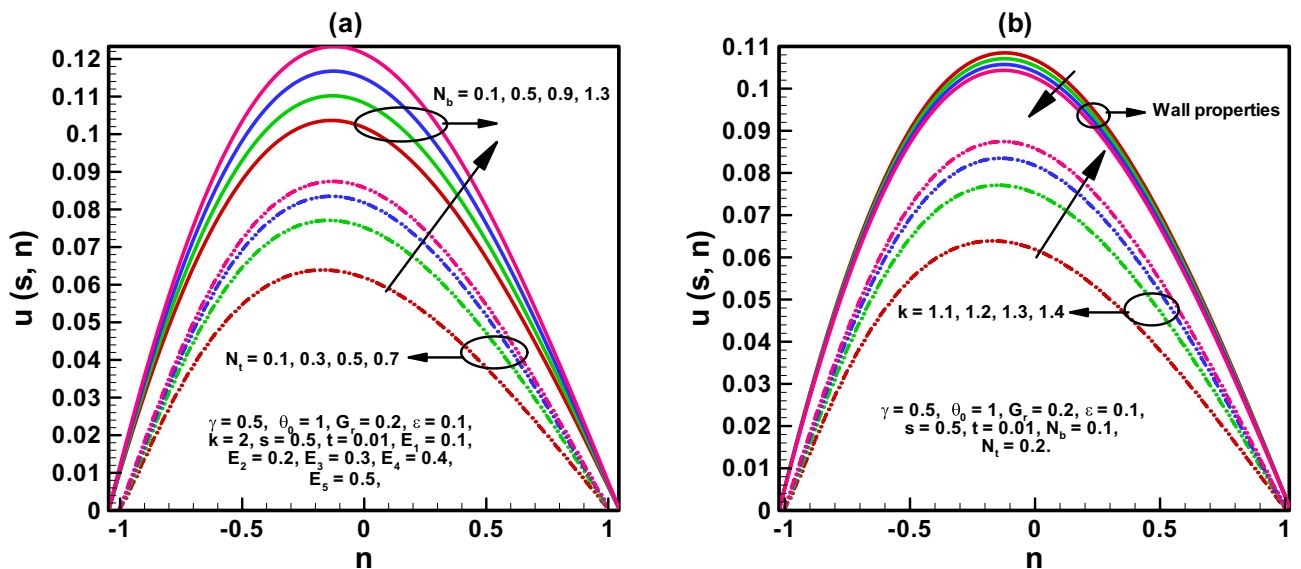 (a)
0.12
0.11
0.1
0.09
0.08
0.07
0.06
0.05
0.04
0.03
0.02
0.01
0
u (s, n)
-1
-0.5
0
0.5
1
n
N_b = 0.1, 0.5, 0.9, 1.3
N_t = 0.1, 0.3, 0.5, 0.7
γ = 0.5, θ_0 = 1, G_r = 0.2, ε = 0.1,
k = 2, s = 0.5, t = 0.01, E_1 = 0.1,
E_2 = 0.2, E_3 = 0.3, E_4 = 0.4,
E_5 = 0.5,
(b)
0.11
0.1
0.09
0.08
0.07
0.06
0.05
0.04
0.03
0.02
0.01
0
u (s, n)
-1
-0.5
0
0.5
1
n
Wall properties
k = 1.1, 1.2, 1.3, 1.4
γ = 0.5, θ_0 = 1, G_r = 0.2, ε = 0.1,
s = 0.5, t = 0.01, N_b = 0.1,
N_t = 0.2.